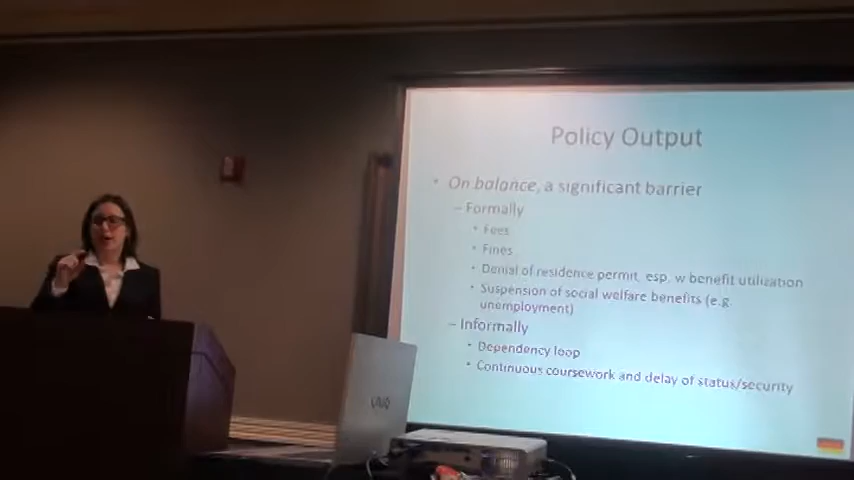 Policy Output
• On balance, a significant barrier
– Formally
• Fees
• Fines
• Denial of residence permit, esp. w benefit utilization
• Suspension of social welfare benefits (e.g.
unemployment)
– Informally
• Dependency loop
• Continuous coursework and delay of status/security
VAIO